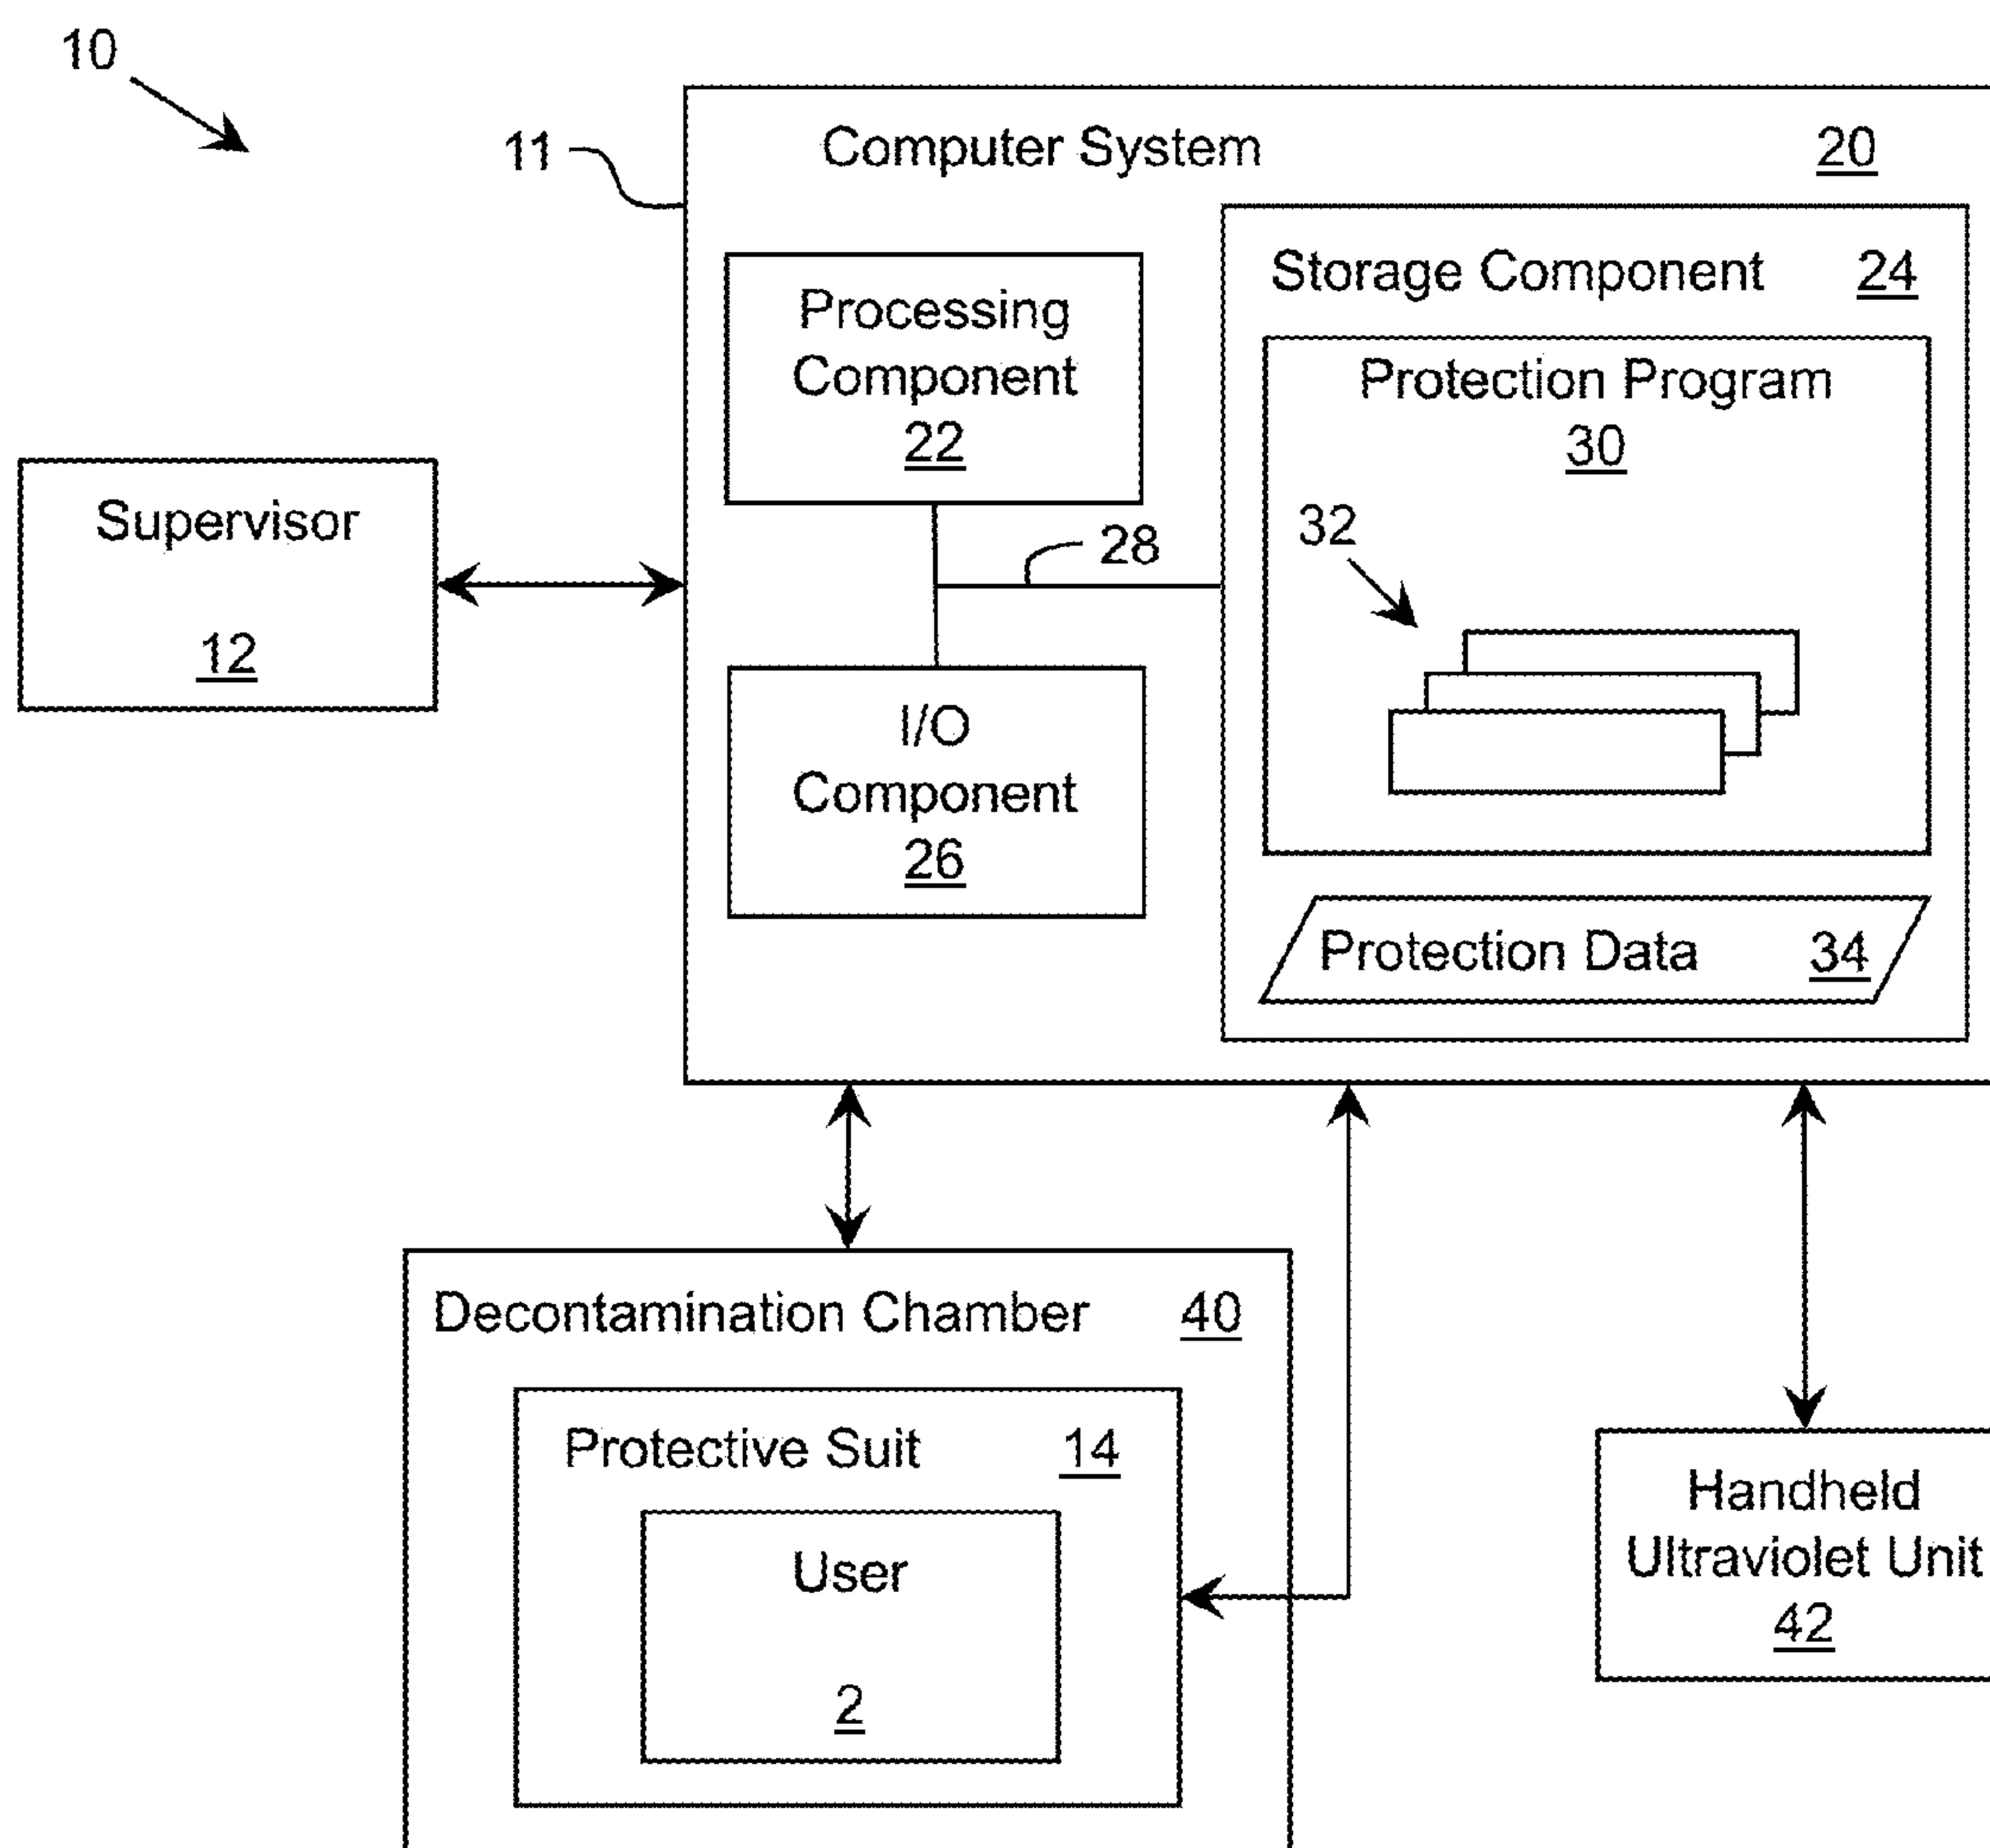 10
11
Computer System 20
Processing
Component
22
Storage Component 24
Protection Program
30
32
28
Supervisor
12
I/O
Component
26
Protection Data 34
Decontamination Chamber 40
Protective Suit 14
User
2
Handheld
Ultraviolet Unit
42